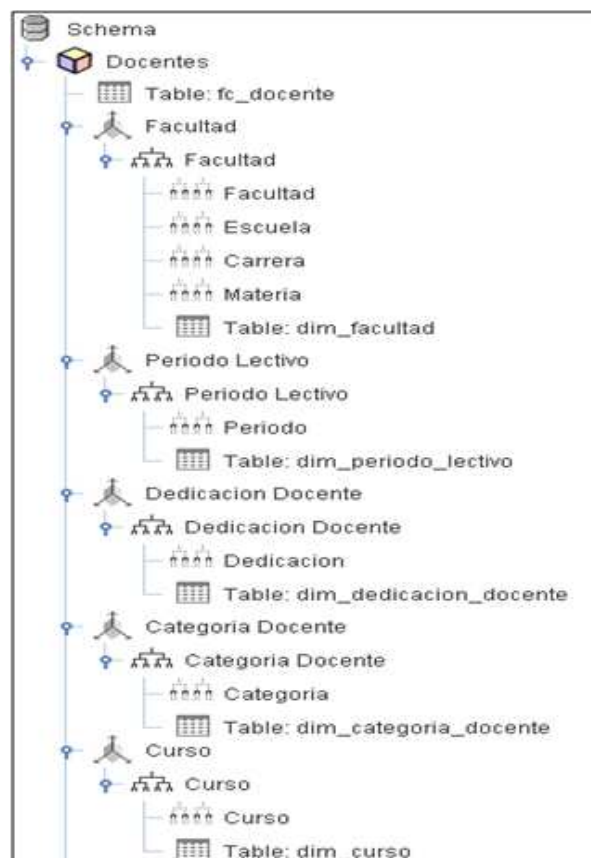 Schema
Docentes
Table: fc_docente
Facultad
Facultad
Facultad
Escuela
Carrera
Materia
Table: dim_facultad
Periodo Lectivo
Periodo Lectivo
Periodo
Table: dim_periodo_lectivo
Dedicacion Docente
Dedicacion Docente
Dedicacion
Table: dim_dedicacion_docente
Categoria Docente
Categoria Docente
Categoria
Table: dim_categoria_docente
Curso
Curso
Curso
Table: dim_curso